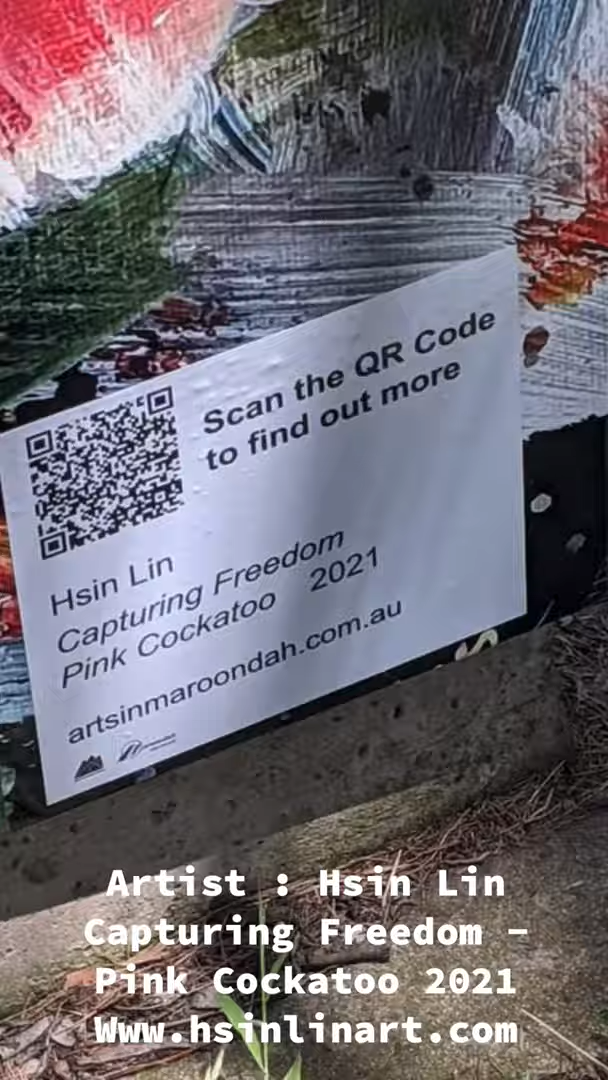 Scan the QR Code
to find out more
Hsin Lin
Capturing Freedom
Pink Cockatoo 2021
artsinmaroondah.com.au
Artist : Hsin Lin
Capturing Freedom -
Pink Cockatoo 2021
Www.hsinlinart.com